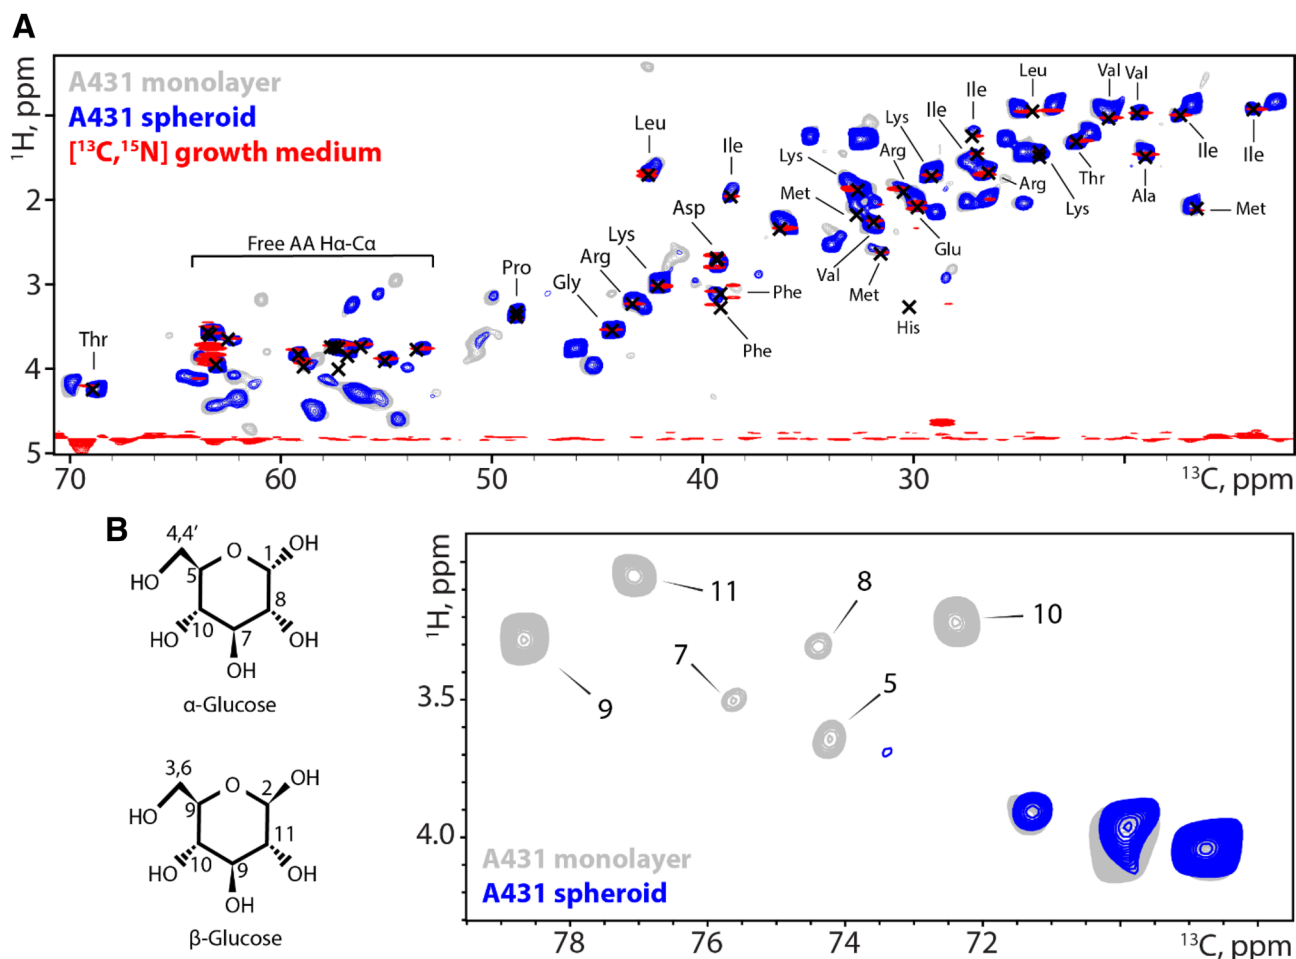 A
A431 monolayer
A431 spheroid
[¹³C,¹⁵N] growth medium
¹H, ppm
2
3
4
5
70
60
50
40
30
¹³C, ppm
Free AA Hα-Cα
Thr
Pro
Gly
Arg
Lys
Leu
Ile
Asp
Phe
Phe
Lys
Met
Val
Met
Arg
Lys
Ile
Ile
Glu
His
Leu
Arg
Val
Val
Thr
Lys
Ala
Ile
Met
Ile
B
4,4′
O
1
OH
HO
5
8
HO
10
7
OH
OH
α-Glucose
3,6
O
2
OH
HO
9
11
HO
10
9
OH
OH
β-Glucose
¹H, ppm
3.5
4.0
11
8
10
7
5
9
A431 monolayer
A431 spheroid
78
76
74
72
¹³C, ppm